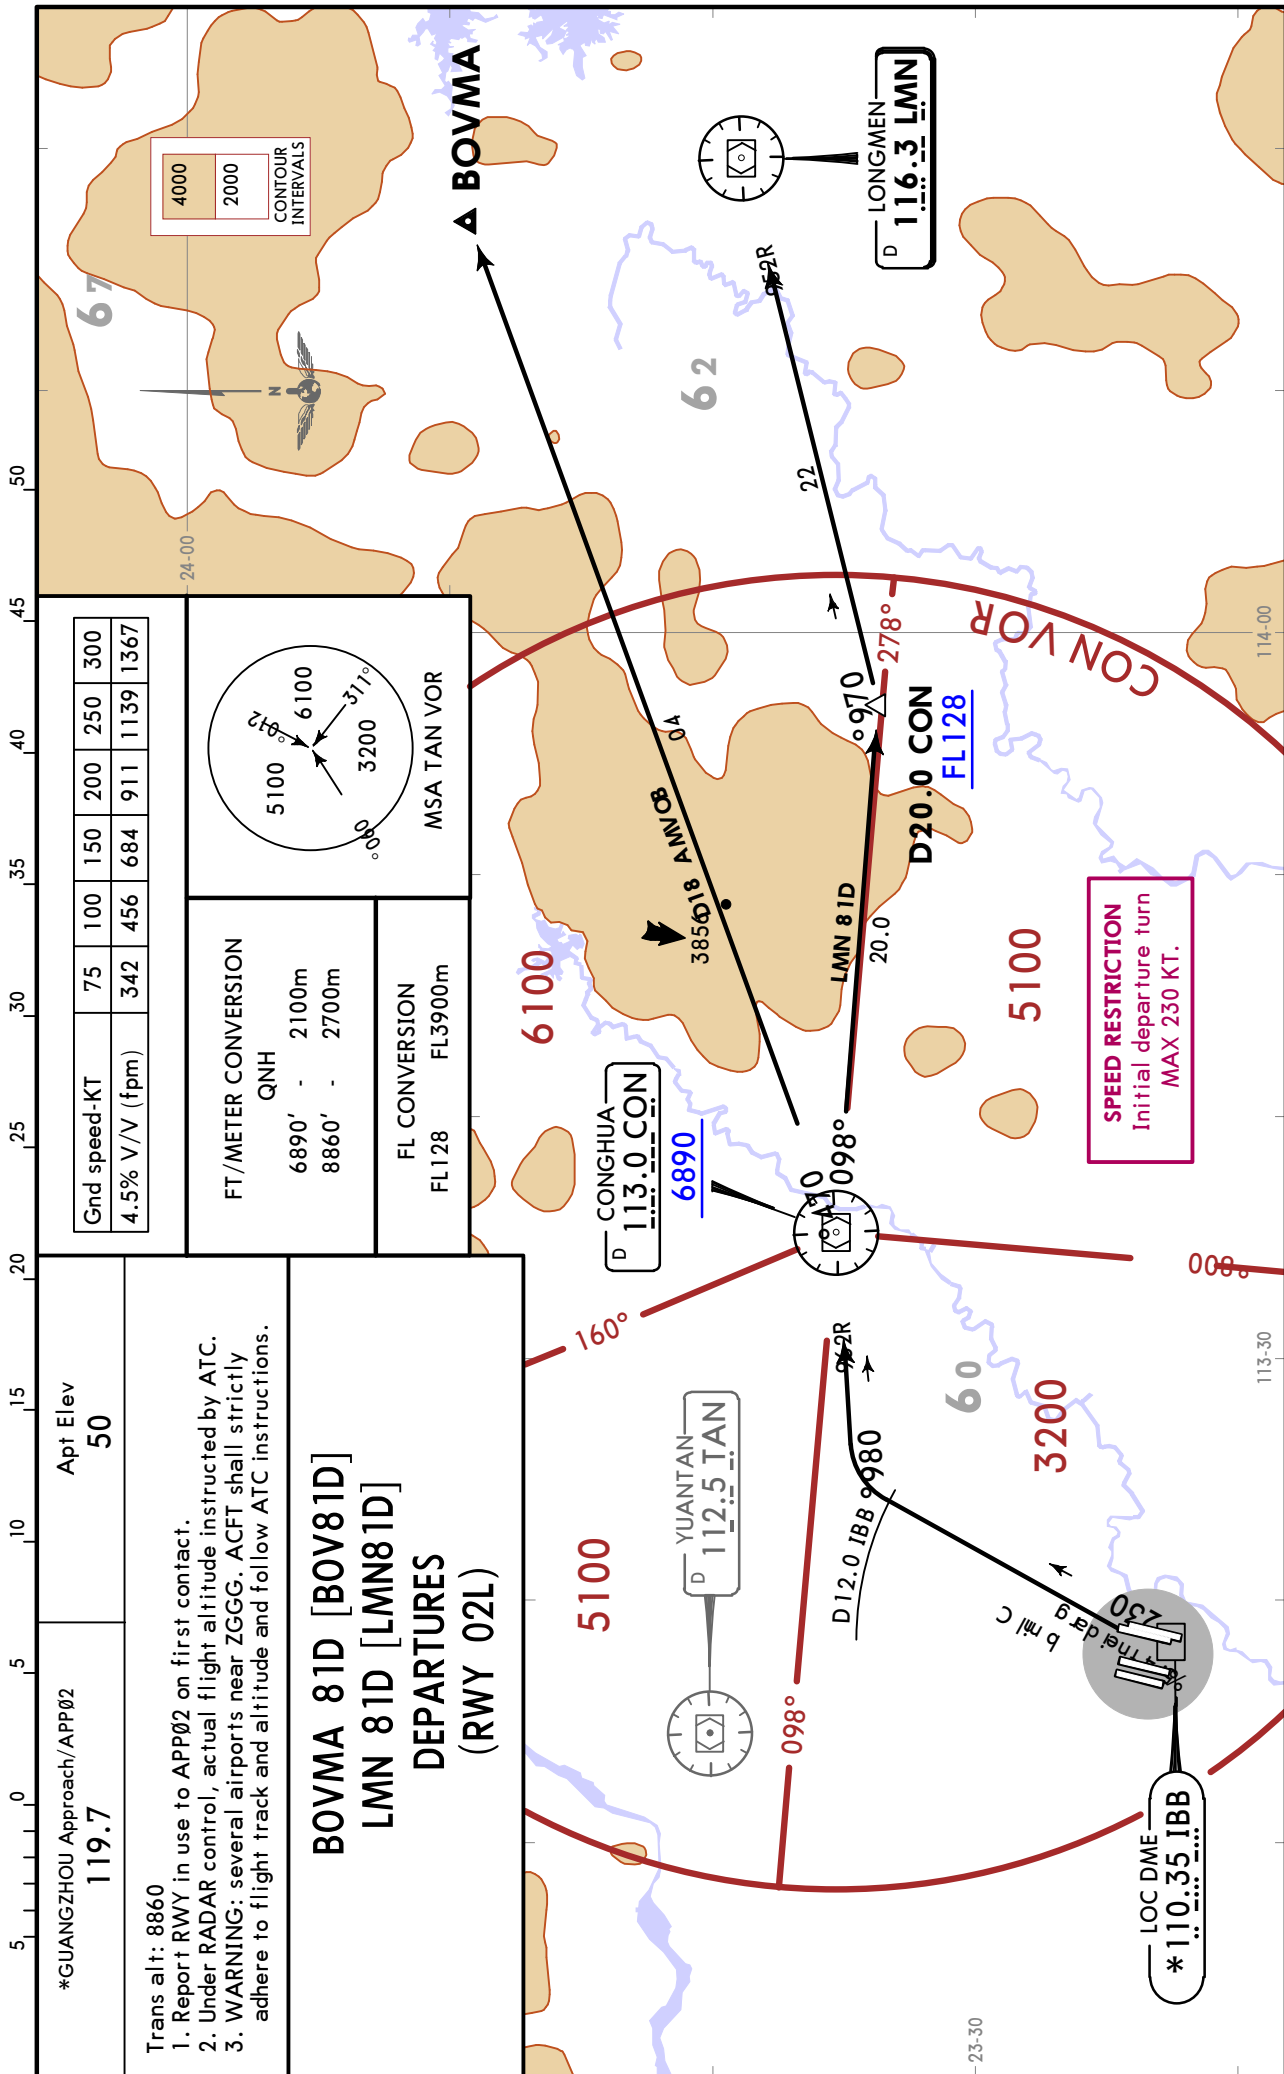 *GUANGZHOU Approach/APPØ2
119.7
Apt Elev
50
Trans alt: 8860
1. Report RWY in use to APPØ2 on first contact.
2. Under RADAR control, actual flight altitude instructed by ATC.
3. WARNING: several airports near ZGGG. ACFT shall strictly
adhere to flight track and altitude and follow ATC instructions.
BOVMA 81D [BOV81D]
LMN 81D [LMN81D]
DEPARTURES
(RWY 02L)
Gnd speed-KT 75 100 150 200 250 300
4.5% V/V (fpm) 342 456 684 911 1139 1367
FT/METER CONVERSION
QNH
6890' - 2100m
8860' - 2700m
FL CONVERSION
FL128 FL3900m
5100
6100
3200
012°
311°
060°
MSA TAN VOR
5 0 5 10 15 20 25 30 35 40 45 50
24-00
67
N
4000
2000
CONTOUR
INTERVALS
BOVMA
D LONGMEN
116.3 LMN
62
22
CON VOR
278°
114-00
D20.0 CON
FL128
LMN 81D
20.0
3856
6100
5100
SPEED RESTRICTION
Initial departure turn
MAX 230 KT.
D CONGHUA
113.0 CON
6890
098°
160°
008°
5100
D YUANTAN
112.5 TAN
60
3200
113-30
D12.0 IBB
098°
LOC DME
*110.35 IBB
23-30